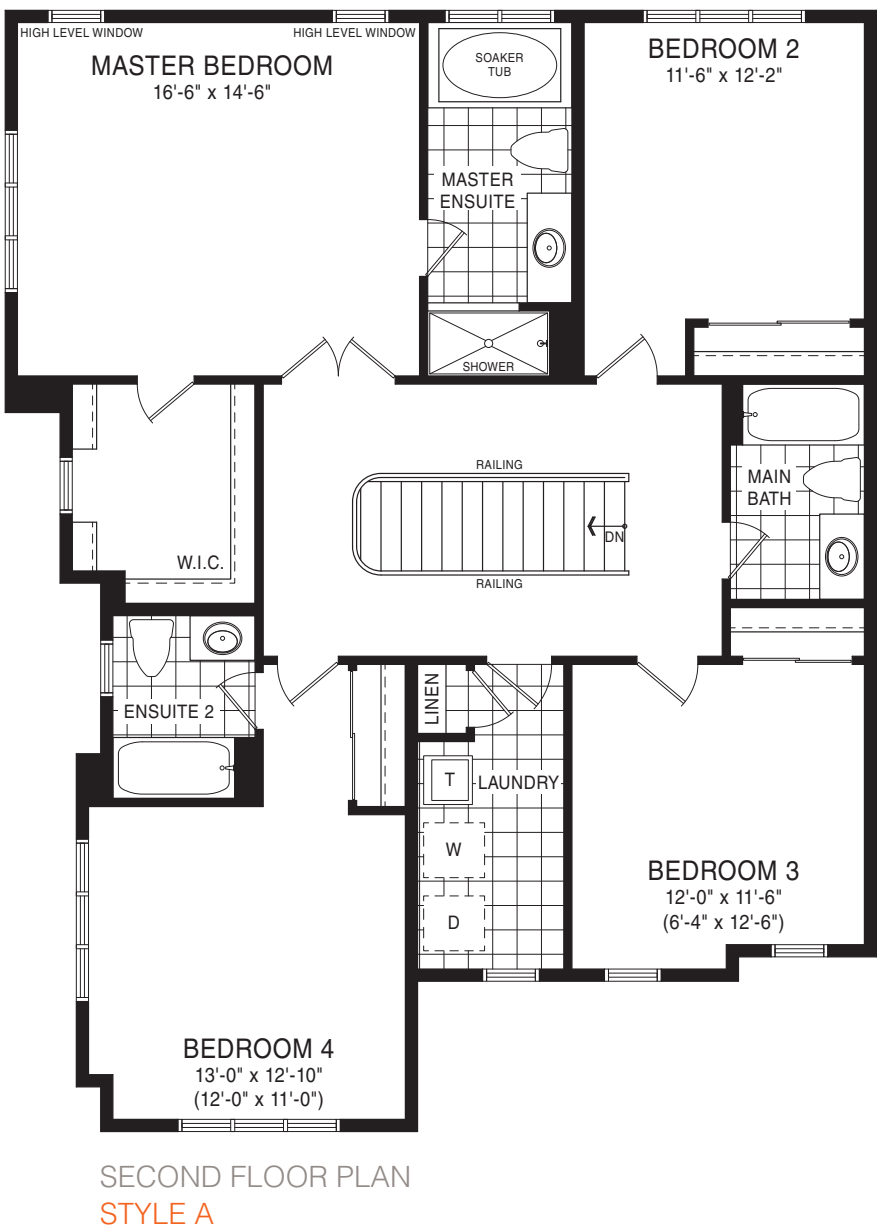 HIGH LEVEL WINDOW
HIGH LEVEL WINDOW
MASTER BEDROOM
16'-6" x 14'-6"
SOAKER
TUB
BEDROOM 2
11'-6" x 12'-2"
MASTER
ENSUITE
SHOWER
RAILING
DN
RAILING
MAIN
BATH
W.I.C.
ENSUITE 2
LINEN
T
LAUNDRY
W
D
BEDROOM 3
12'-0" x 11'-6"
(6'-4" x 12'-6")
BEDROOM 4
13'-0" x 12'-10"
(12'-0" x 11'-0")
SECOND FLOOR PLAN
STYLE A